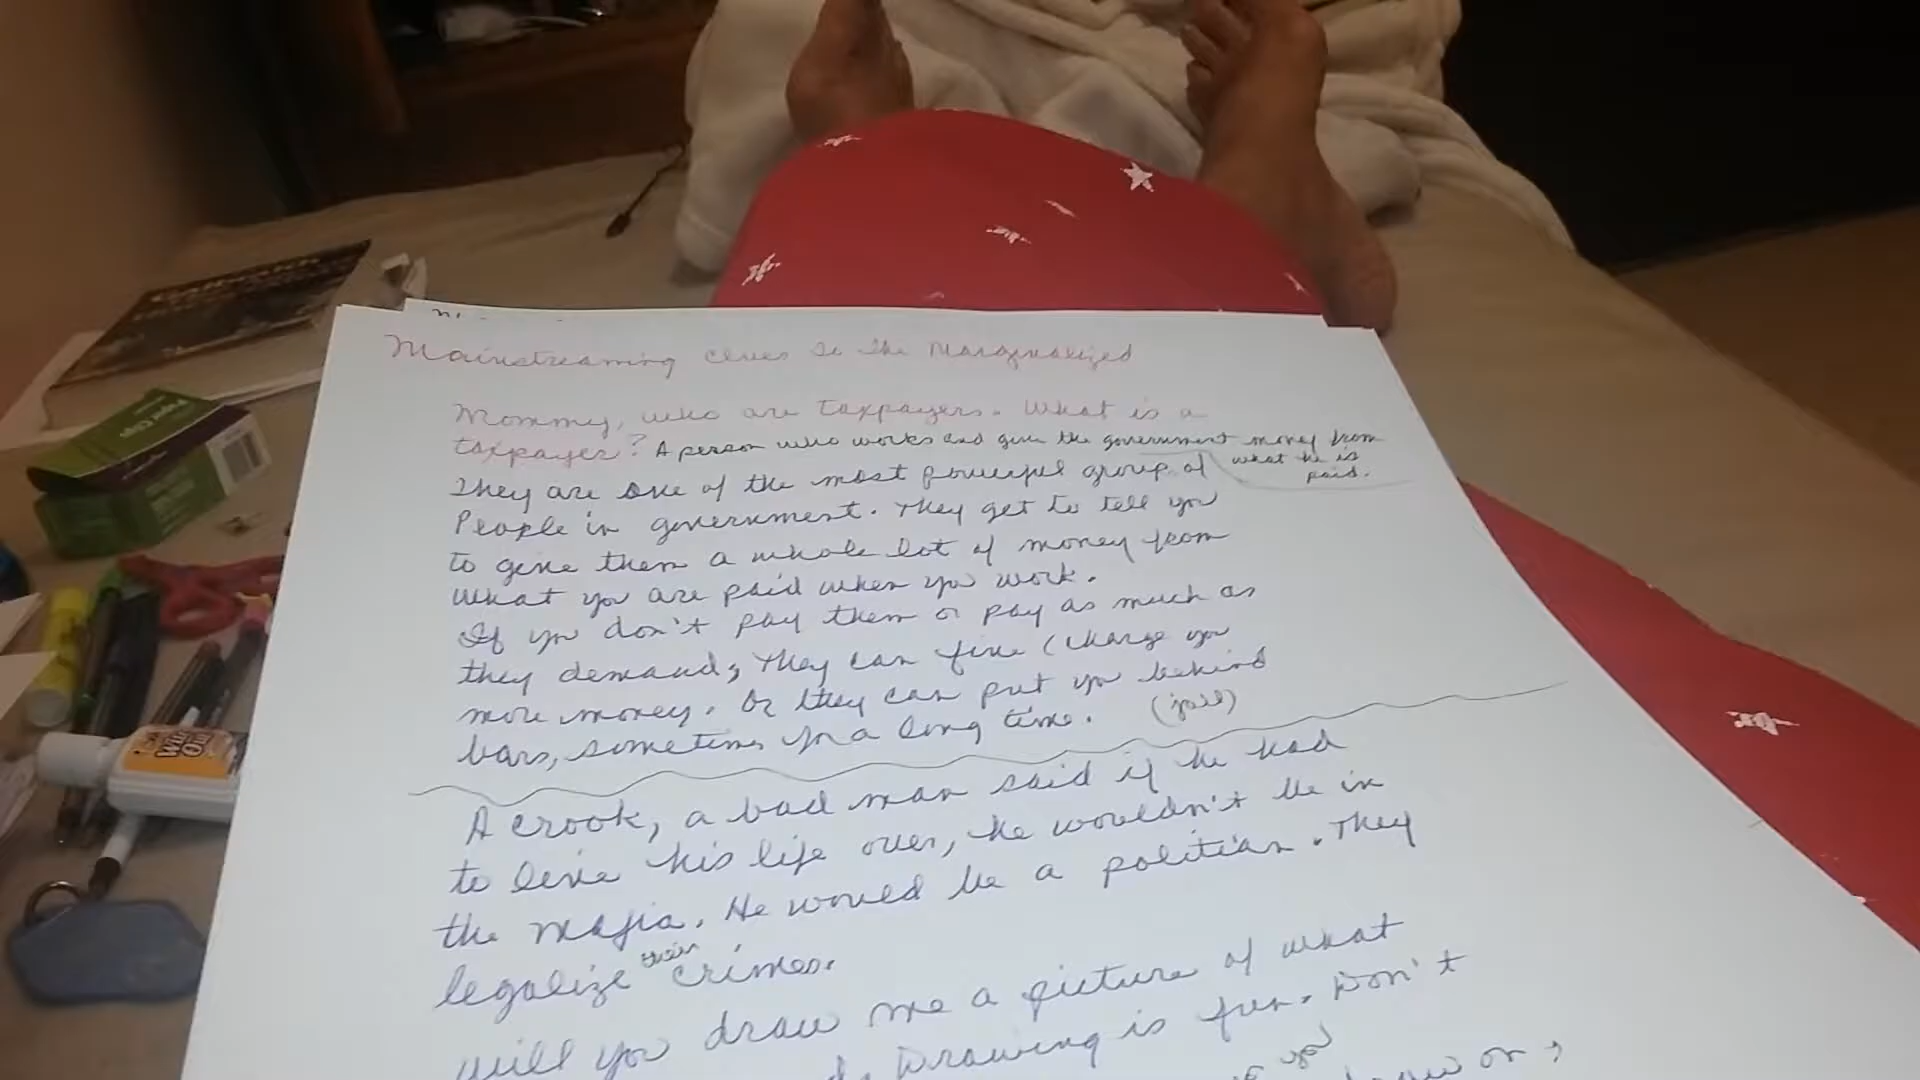 Mainstreaming Clues to the Marginalized
Mommy, who are taxpayers. What is a
taxpayer? A person who works and give the government money from
what he is
paid.
They are one of the most powerful group of
People in government. They get to tell you
to give them a whole lot of money from
what you are paid when you work.
If you don't pay them or pay as much as
they demand, They can fine (charge you
more money. Or they can put you behind
bars, sometimes for a long time. (jail)
A crook, a bad man said if he had
to live his life over, he wouldn't be in
the mafia. He would be a politian. They
legalize their crimes.
will you draw me a picture of what
Drawing is fun. Don't
you
draw on,
Wite Out